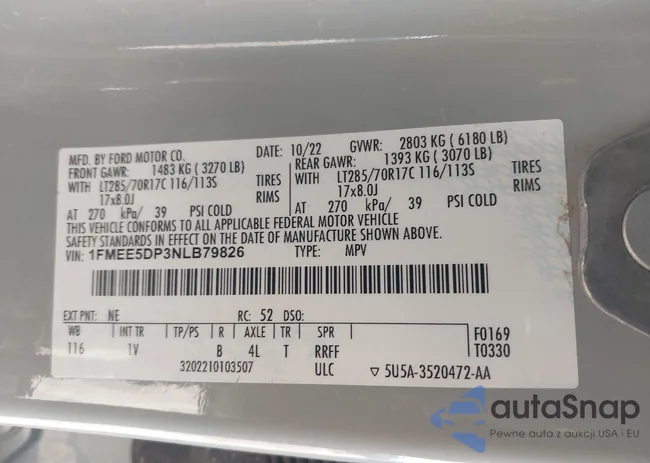 MFD. BY FORD MOTOR CO. DATE: 10/22 GVWR: 2803 KG ( 6180 LB)
FRONT GAWR: 1483 KG ( 3270 LB) REAR GAWR: 1393 KG ( 3070 LB)
WITH LT285/70R17C 116/113S TIRES WITH LT285/70R17C 116/113S TIRES
17x8.0J RIMS 17x8.0J RIMS
AT 270 kPa/ 39 PSI COLD AT 270 kPa/ 39 PSI COLD
THIS VEHICLE CONFORMS TO ALL APPLICABLE FEDERAL MOTOR VEHICLE
SAFETY STANDARDS IN EFFECT ON THE DATE OF MANUFACTURE SHOWN ABOVE.
VIN: 1FMEE5DP3NLB79826 TYPE: MPV
EXT PNT: NE RC: 52 DSO:
WB INT TR TP/PS R AXLE TR SPR F0169
116 1V B 4L T RRFF T0330
3202210103507 ULC ▽ 5U5A-3520472-AA
autaSnap
Pewne auta z aukcji USA i EU